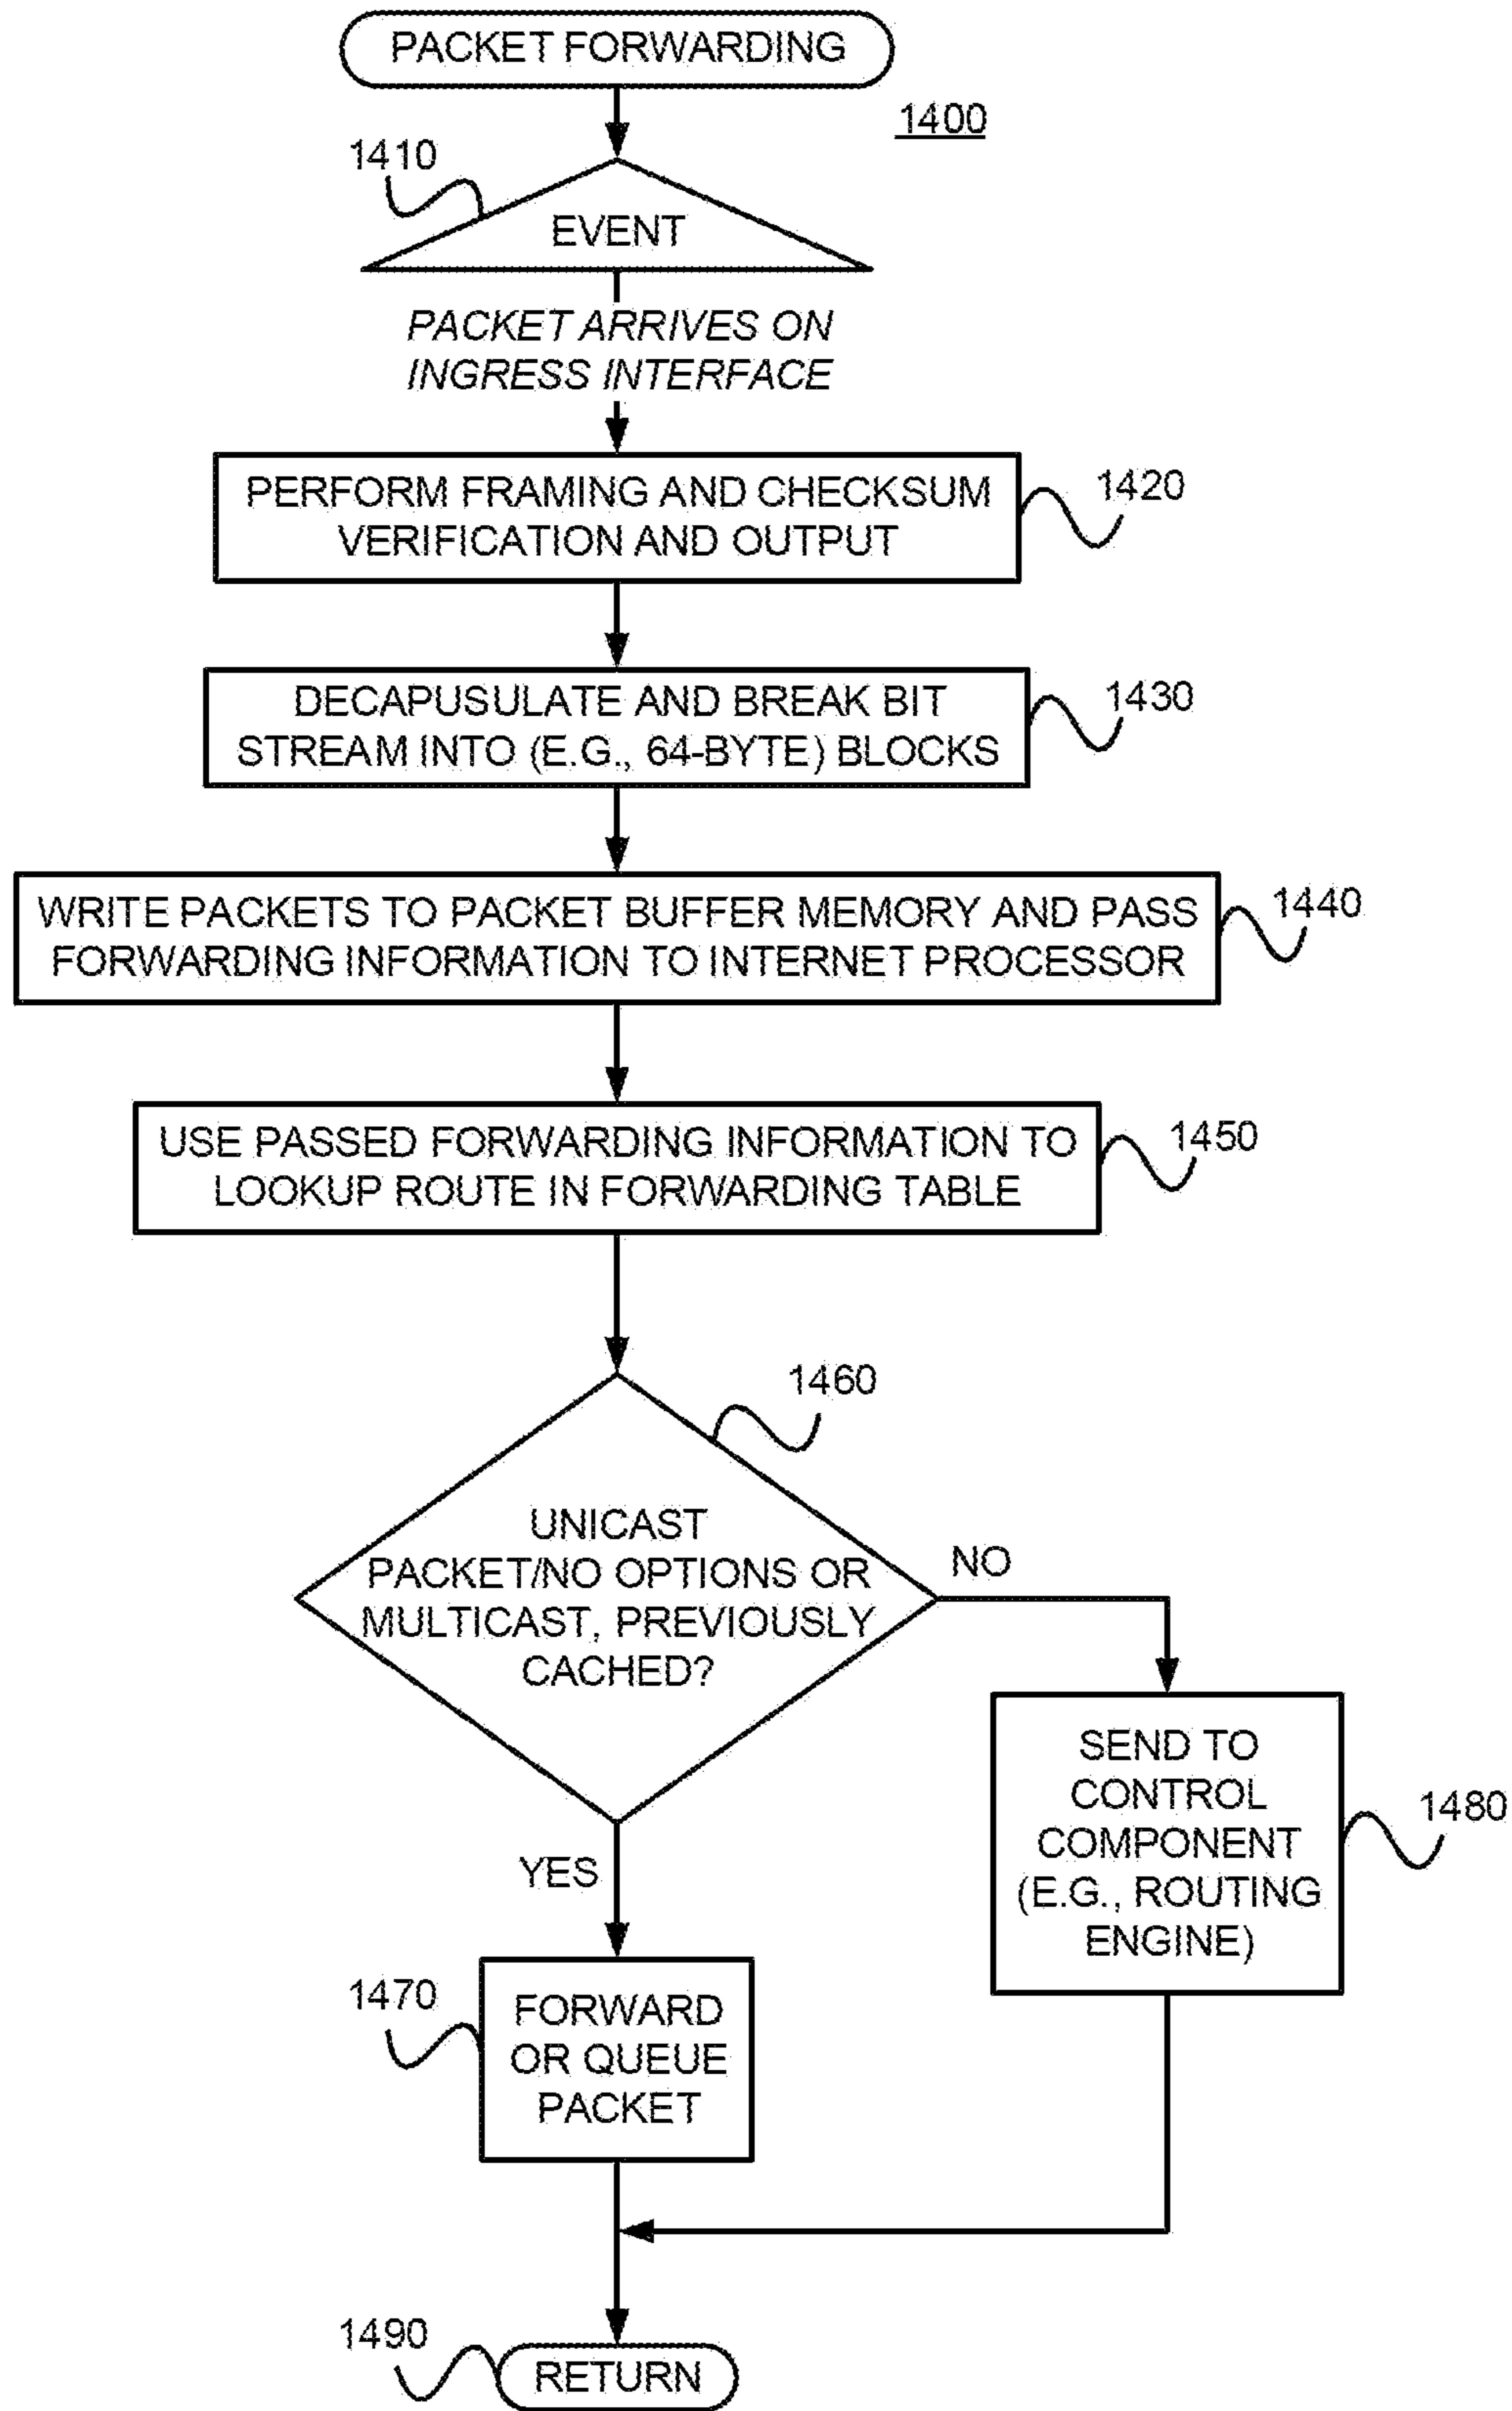 PACKET FORWARDING
1400
1410
EVENT
PACKET ARRIVES ON
INGRESS INTERFACE
PERFORM FRAMING AND CHECKSUM
VERIFICATION AND OUTPUT
1420
DECAPUSULATE AND BREAK BIT
STREAM INTO (E.G., 64-BYTE) BLOCKS
1430
WRITE PACKETS TO PACKET BUFFER MEMORY AND PASS
FORWARDING INFORMATION TO INTERNET PROCESSOR
1440
USE PASSED FORWARDING INFORMATION TO
LOOKUP ROUTE IN FORWARDING TABLE
1450
1460
UNICAST
PACKET/NO OPTIONS OR
MULTICAST, PREVIOUSLY
CACHED?
NO
SEND TO
CONTROL
COMPONENT
(E.G., ROUTING
ENGINE)
1480
YES
1470
FORWARD
OR QUEUE
PACKET
1490
RETURN